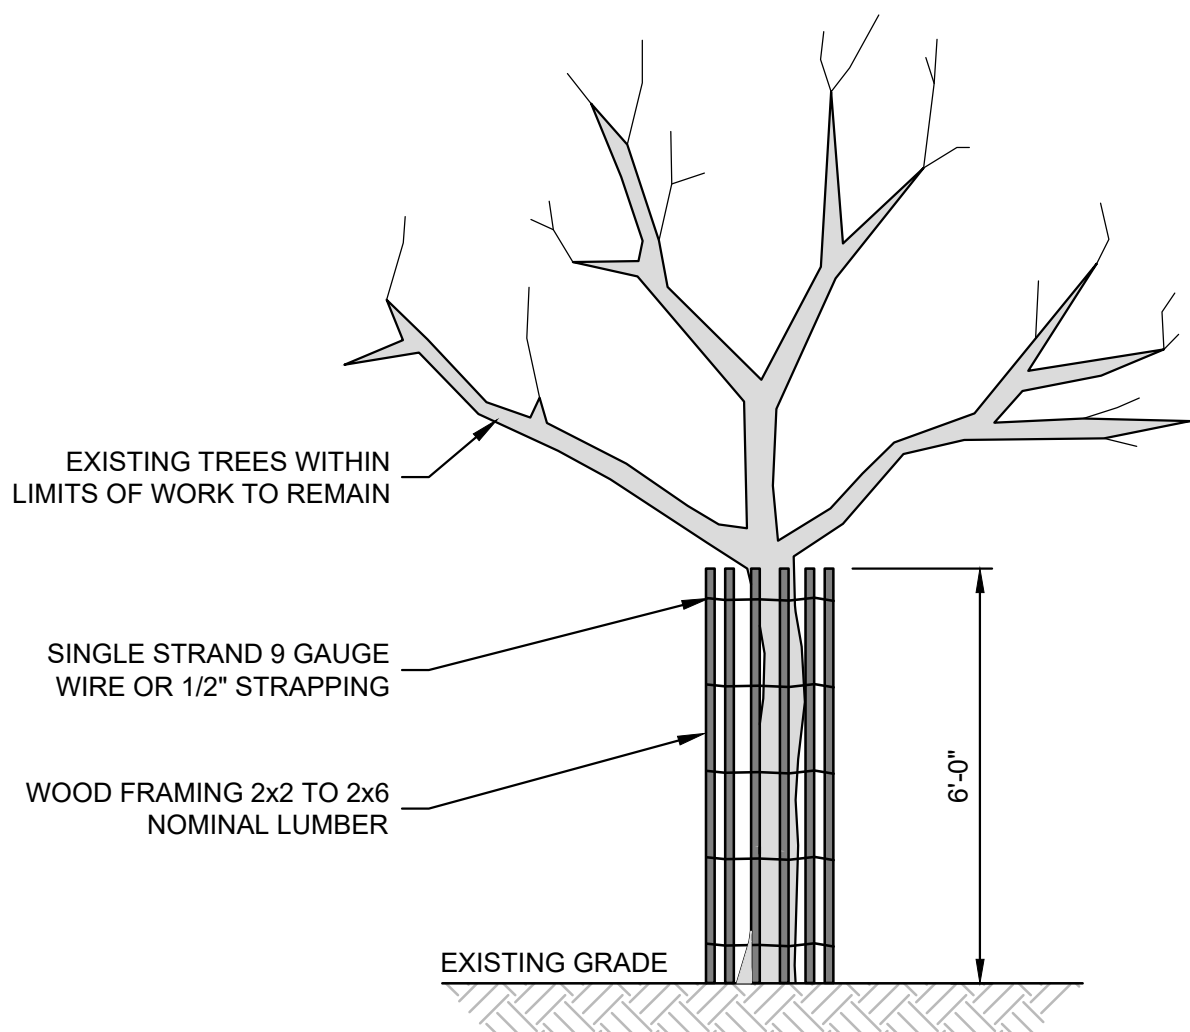 EXISTING TREES WITHIN
LIMITS OF WORK TO REMAIN
SINGLE STRAND 9 GAUGE
WIRE OR 1/2" STRAPPING
WOOD FRAMING 2x2 TO 2x6
NOMINAL LUMBER
6'-0"
EXISTING GRADE